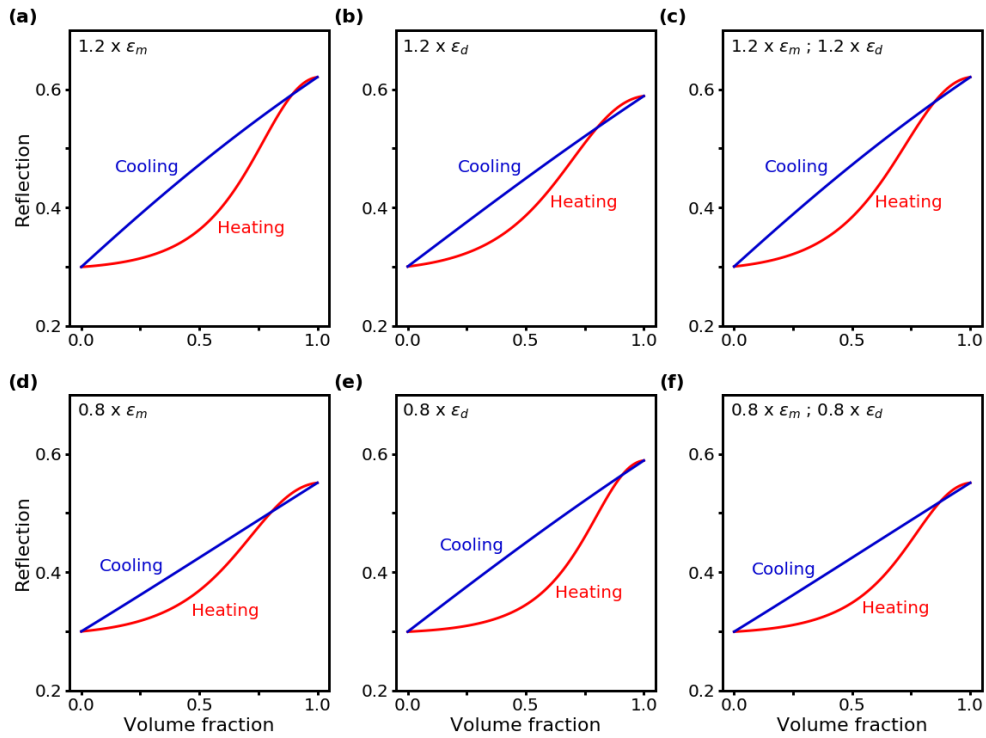 (a) (b) (c)
1.2 x εm 1.2 x εd 1.2 x εm ; 1.2 x εd
0.6 0.6 0.6
Cooling Cooling Cooling
Reflection
0.4 Heating 0.4 Heating 0.4 Heating
0.2 0.2 0.2
0.0 0.5 1.0 0.0 0.5 1.0 0.0 0.5 1.0
(d) (e) (f)
0.8 x εm 0.8 x εd 0.8 x εm ; 0.8 x εd
0.6 0.6 0.6
Cooling Cooling Cooling
Reflection
0.4 Heating 0.4 Heating 0.4 Heating
0.2 0.2 0.2
0.0 0.5 1.0 0.0 0.5 1.0 0.0 0.5 1.0
Volume fraction Volume fraction Volume fraction